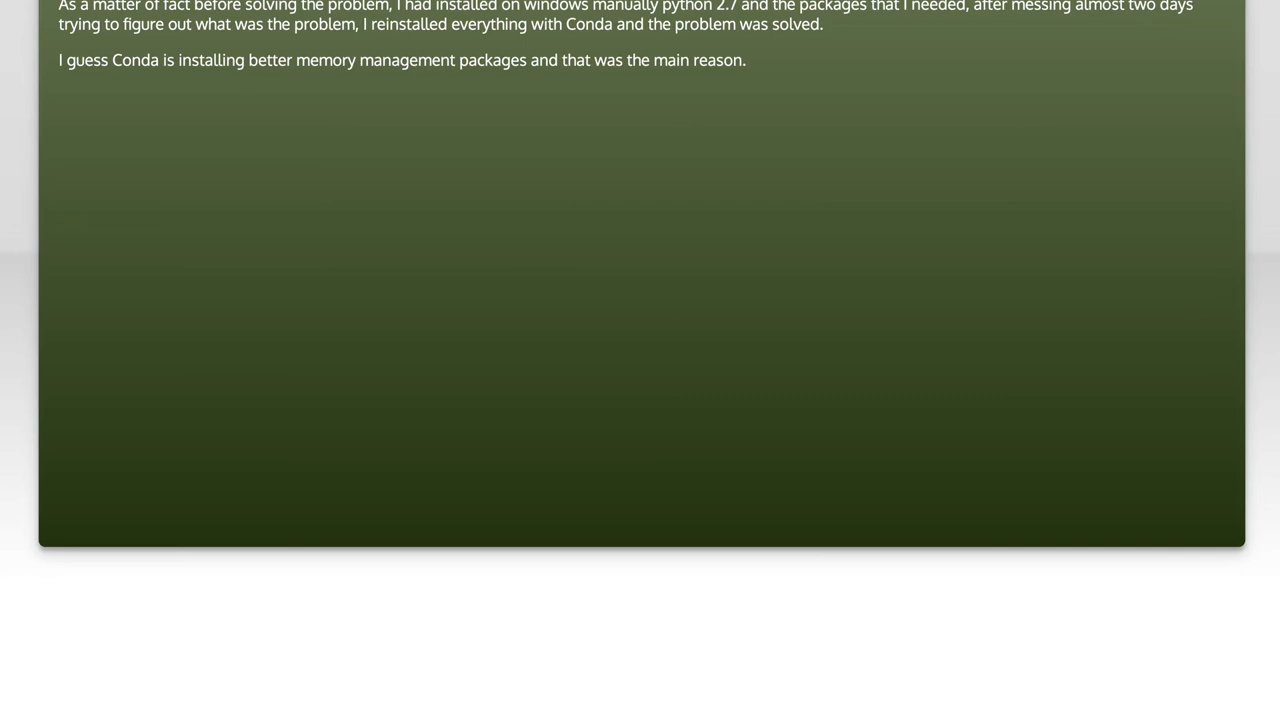 As a matter of fact before solving the problem, I had installed on windows manually python 2.7 and the packages that I needed, after messing almost two days
trying to figure out what was the problem, I reinstalled everything with Conda and the problem was solved.
I guess Conda is installing better memory management packages and that was the main reason.